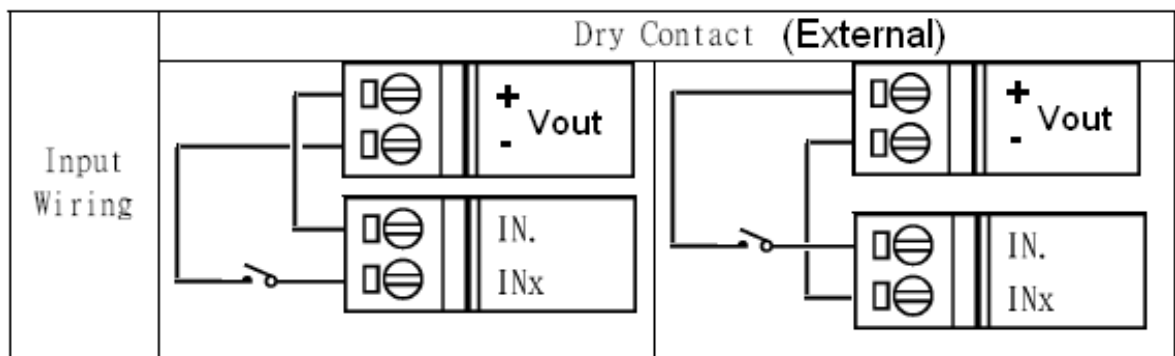 Dry Contact (External)
Input
Wiring
+
Vout
-
IN.
INx
+
Vout
-
IN.
INx